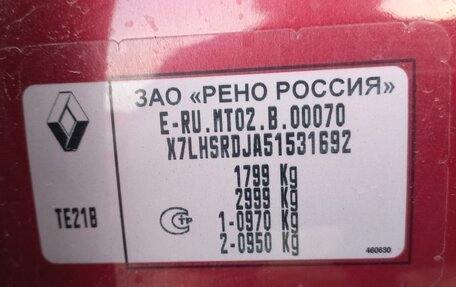 ЗАО «РЕНО РОССИЯ»
E-RU.MT02.B.00070
X7LHSRDJA51531692
1799 Kg
2999 Kg
1-0970 Kg
2-0950 Kg
TE21B
СТР
460630